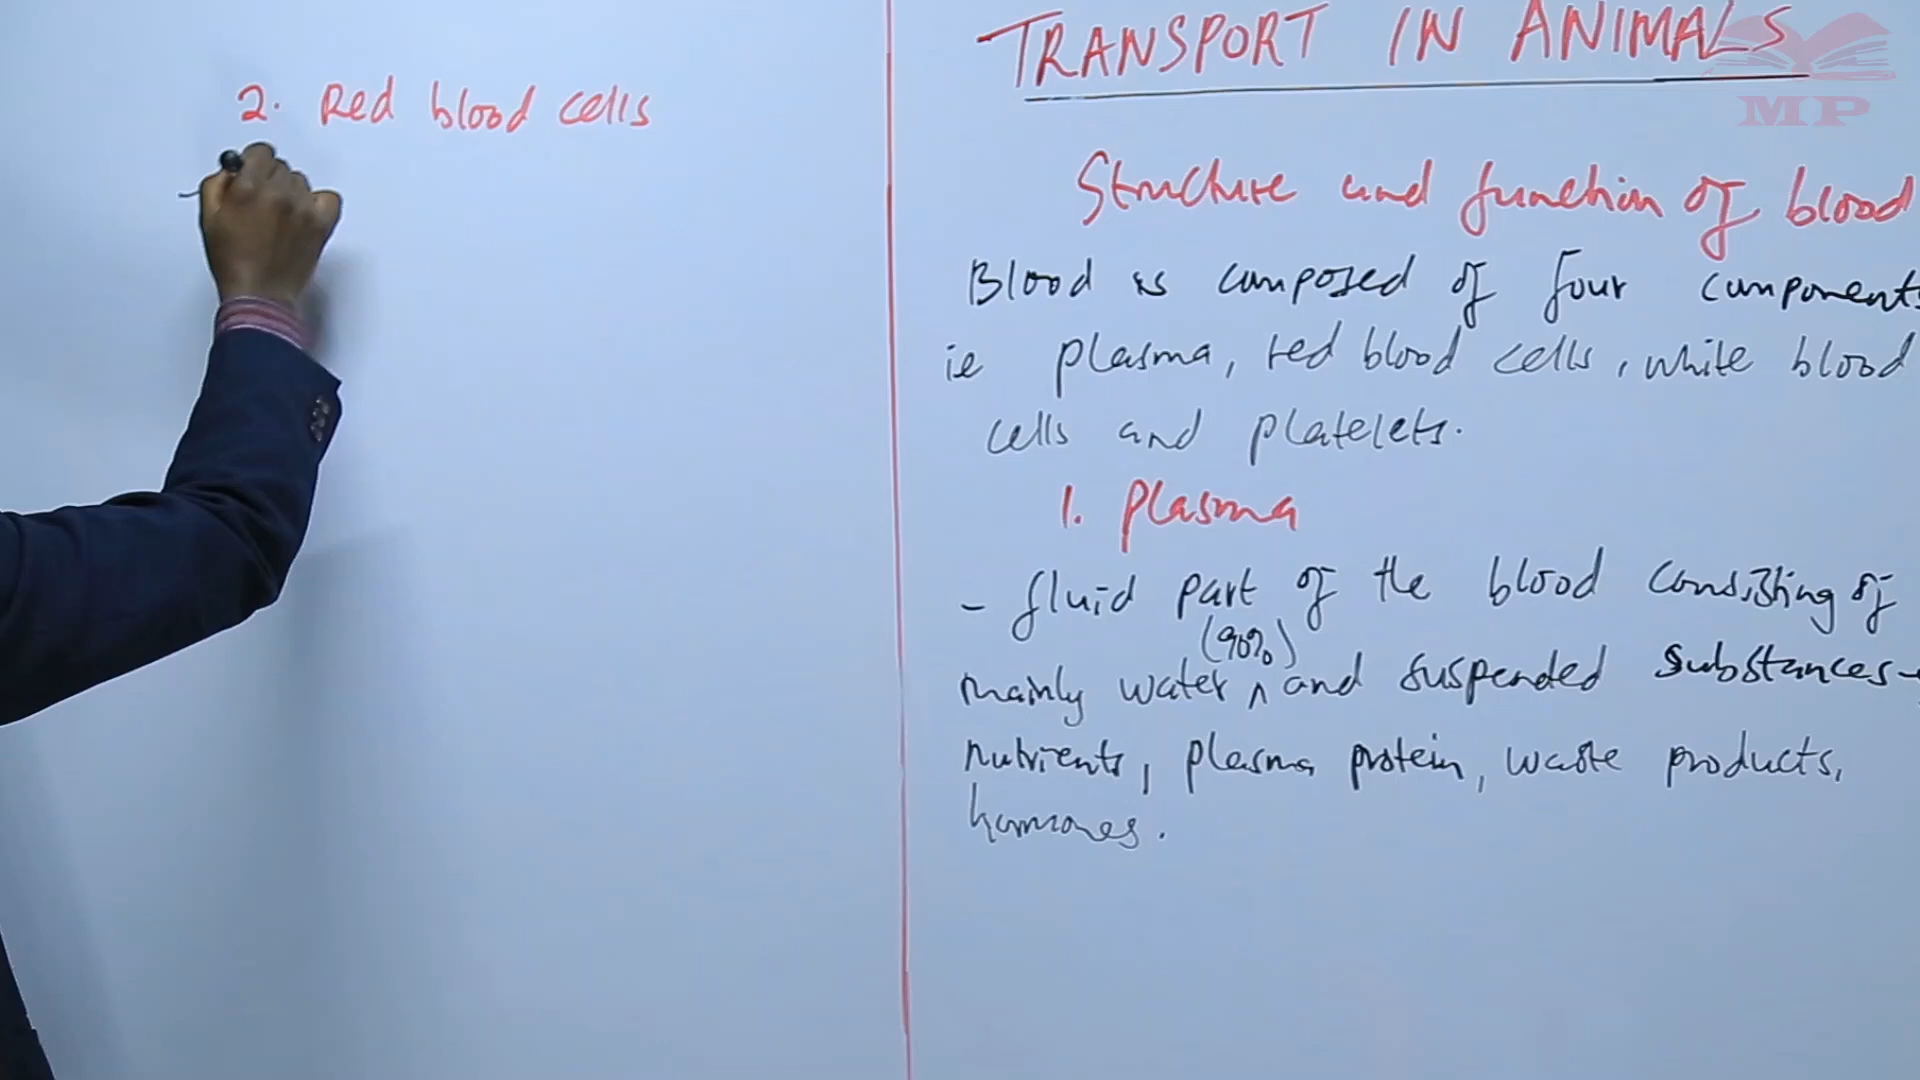 TRANSPORT IN ANIMALS
MP
Structure and function of blood
Blood is composed of four components
ie plasma, red blood cells, white blood
cells and platelets.
1. Plasma
- fluid part of the blood consisting of
(90%)
mainly water ^ and suspended substances -
nutrients, plasma protein, waste products,
hormones.
2. Red blood cells